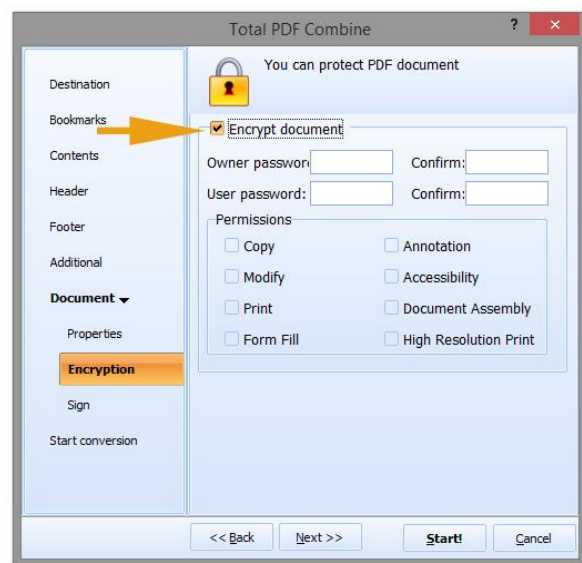 Total PDF Combine ?
Destination
Bookmarks
Contents
Header
Footer
Additional
Document
Properties
Encryption
Sign
Start conversion
You can protect PDF document
Encrypt document
Owner passwor Confirm:
User password: Confirm:
Permissions
Copy Annotation
Modify Accessibility
Print Document Assembly
Form Fill High Resolution Print
<< Back Next >> Start! Cancel